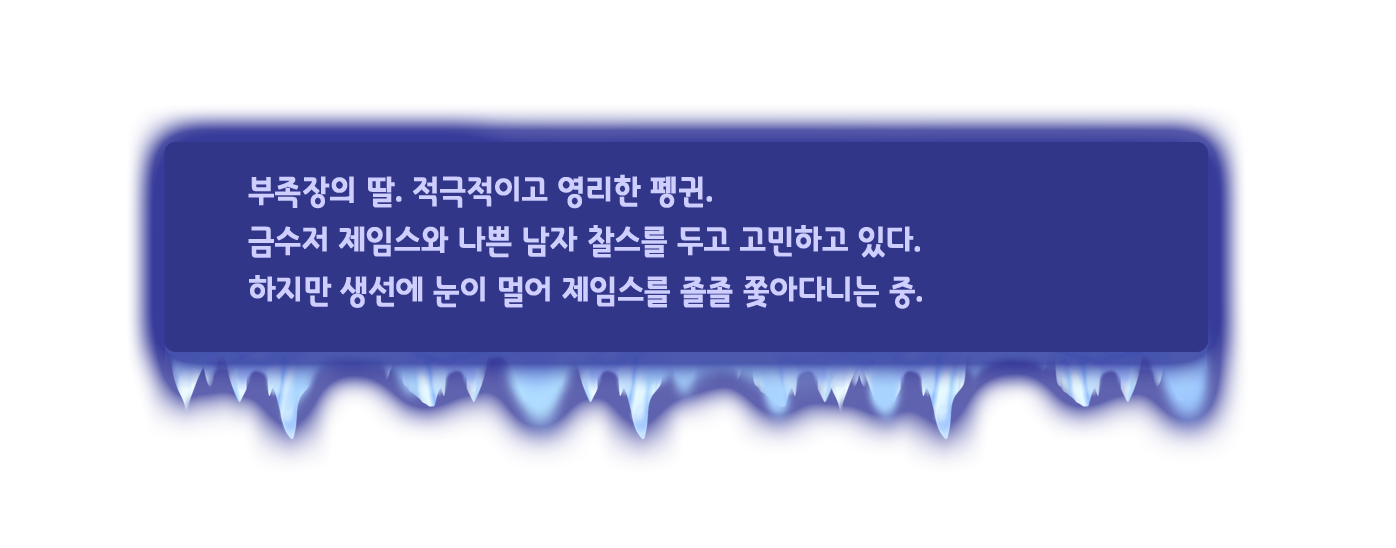 부족장의 딸. 적극적이고 영리한 펭귄.
금수저 제임스와 나쁜 남자 찰스를 두고 고민하고 있다.
하지만 생선에 눈이 멀어 제임스를 졸졸 쫓아다니는 중.